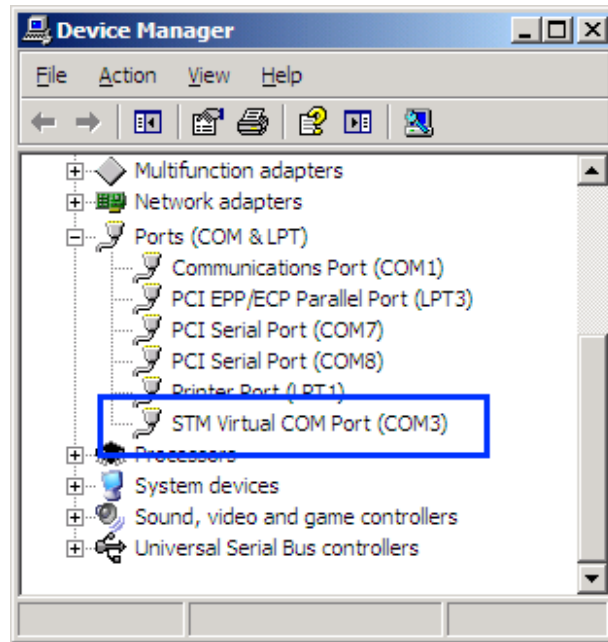 Device Manager
File Action View Help
Multifunction adapters
Network adapters
Ports (COM & LPT)
Communications Port (COM1)
PCI EPP/ECP Parallel Port (LPT3)
PCI Serial Port (COM7)
PCI Serial Port (COM8)
Printer Port (LPT1)
STM Virtual COM Port (COM3)
Processors
System devices
Sound, video and game controllers
Universal Serial Bus controllers